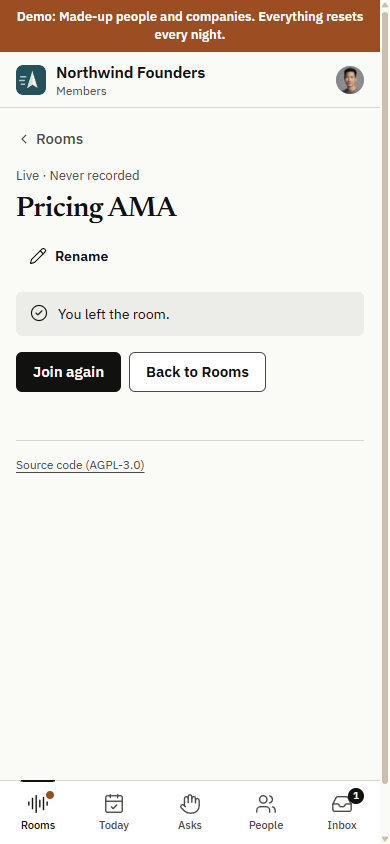 Demo: Made-up people and companies. Everything resets
every night.
Northwind Founders
Members
Rooms
Live · Never recorded
Pricing AMA
Rename
You left the room.
Join again
Back to Rooms
Source code (AGPL-3.0)
1
Rooms
Today
Asks
People
Inbox